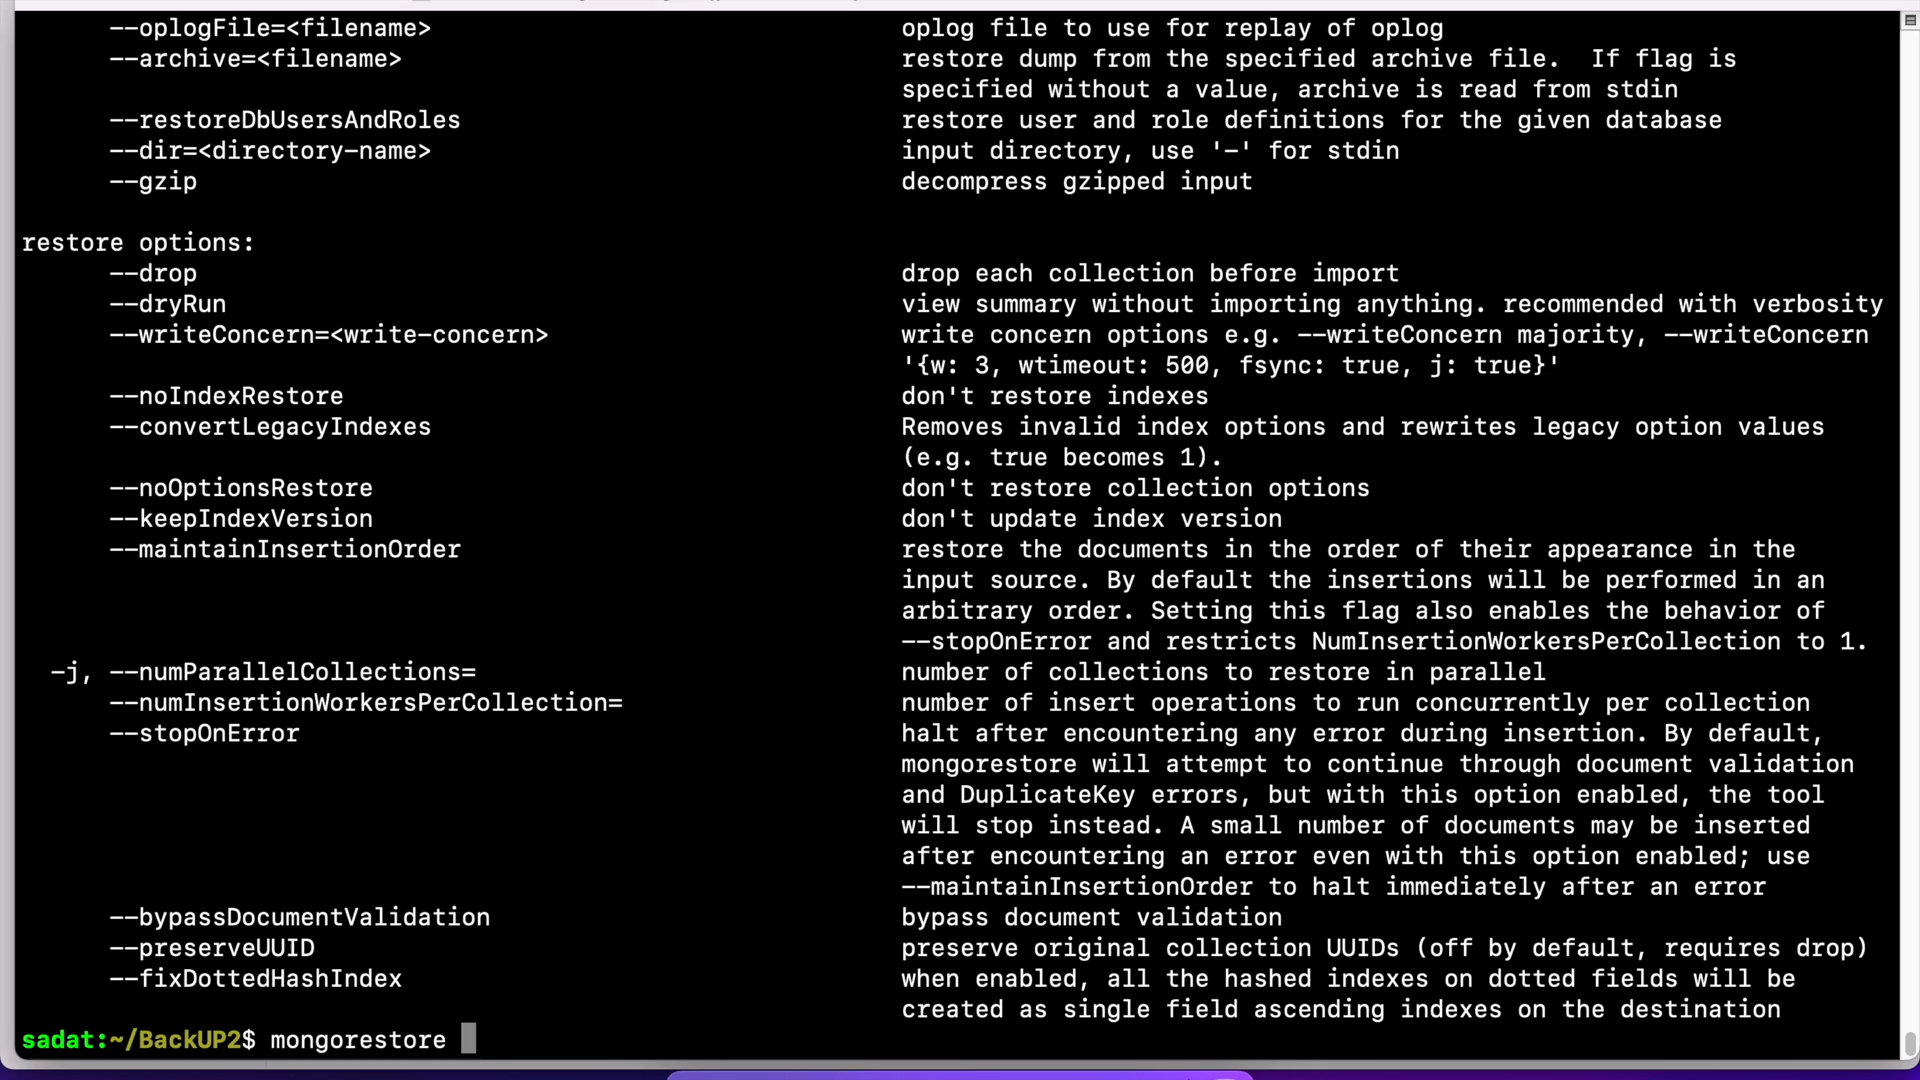 --oplogFile=<filename> oplog file to use for replay of oplog
--archive=<filename> restore dump from the specified archive file.  If flag is
specified without a value, archive is read from stdin
--restoreDbUsersAndRoles restore user and role definitions for the given database
--dir=<directory-name> input directory, use '-' for stdin
--gzip decompress gzipped input
restore options:
--drop drop each collection before import
--dryRun view summary without importing anything. recommended with verbosity
--writeConcern=<write-concern> write concern options e.g. --writeConcern majority, --writeConcern
'{w: 3, wtimeout: 500, fsync: true, j: true}'
--noIndexRestore don't restore indexes
--convertLegacyIndexes Removes invalid index options and rewrites legacy option values
(e.g. true becomes 1).
--noOptionsRestore don't restore collection options
--keepIndexVersion don't update index version
--maintainInsertionOrder restore the documents in the order of their appearance in the
input source. By default the insertions will be performed in an
arbitrary order. Setting this flag also enables the behavior of
--stopOnError and restricts NumInsertionWorkersPerCollection to 1.
-j, --numParallelCollections= number of collections to restore in parallel
--numInsertionWorkersPerCollection= number of insert operations to run concurrently per collection
--stopOnError halt after encountering any error during insertion. By default,
mongorestore will attempt to continue through document validation
and DuplicateKey errors, but with this option enabled, the tool
will stop instead. A small number of documents may be inserted
after encountering an error even with this option enabled; use
--maintainInsertionOrder to halt immediately after an error
--bypassDocumentValidation bypass document validation
--preserveUUID preserve original collection UUIDs (off by default, requires drop)
--fixDottedHashIndex when enabled, all the hashed indexes on dotted fields will be
created as single field ascending indexes on the destination
sadat:~/BackUP2$ mongorestore